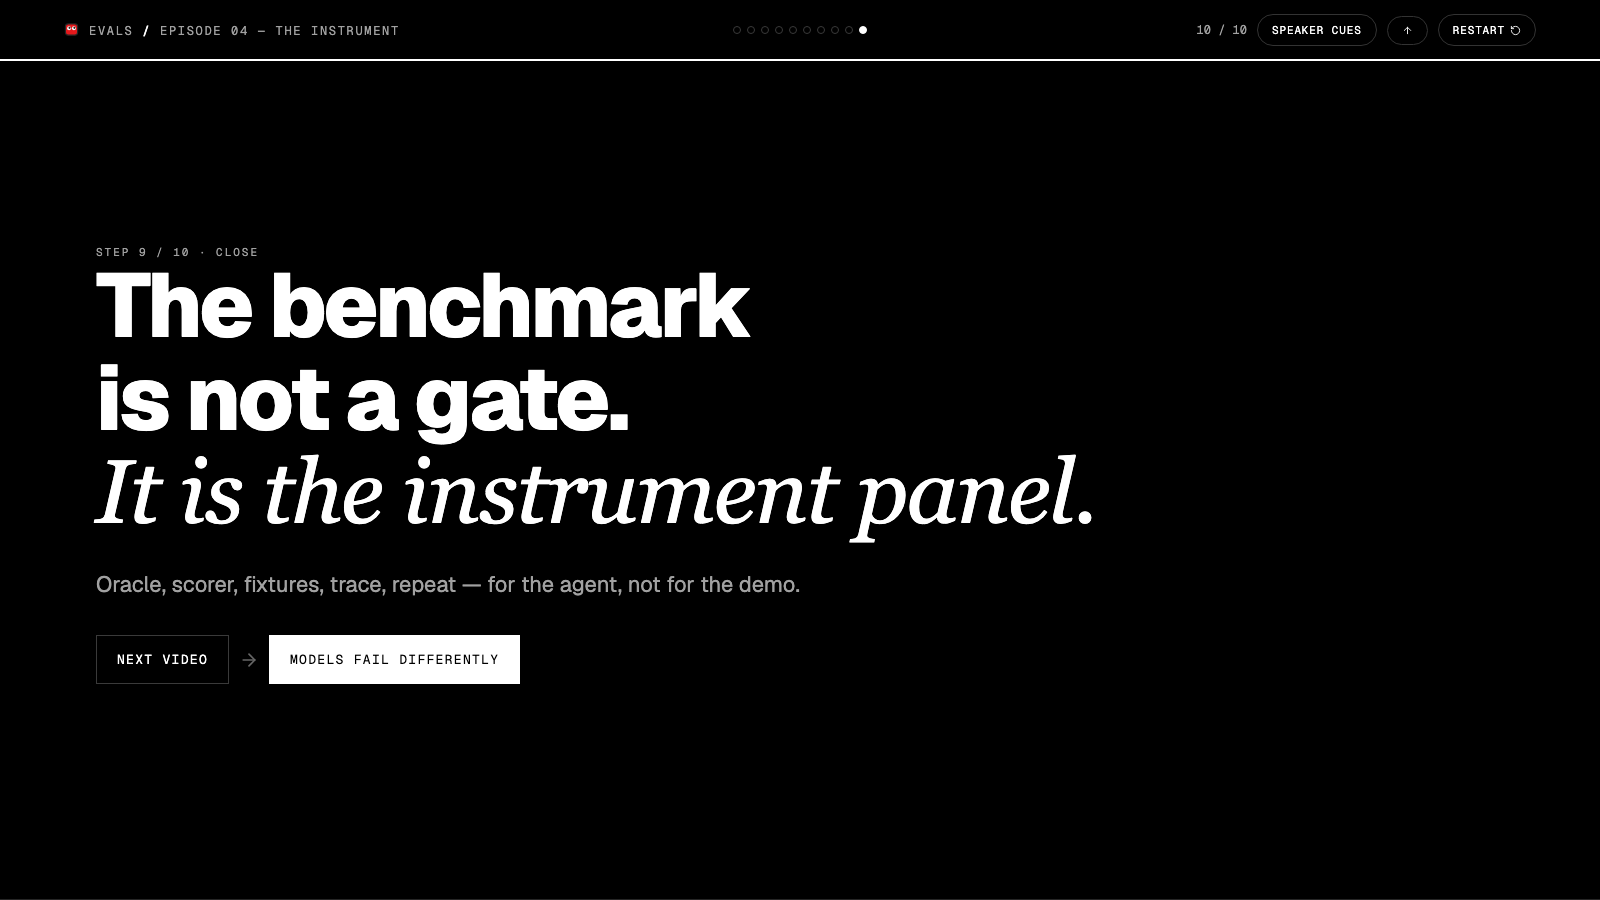 EVALS / EPISODE 04 — THE INSTRUMENT
10 / 10
SPEAKER CUES
↑
RESTART
STEP 9 / 10 · CLOSE
The benchmark
is not a gate.
It is the instrument panel.
Oracle, scorer, fixtures, trace, repeat — for the agent, not for the demo.
NEXT VIDEO → MODELS FAIL DIFFERENTLY